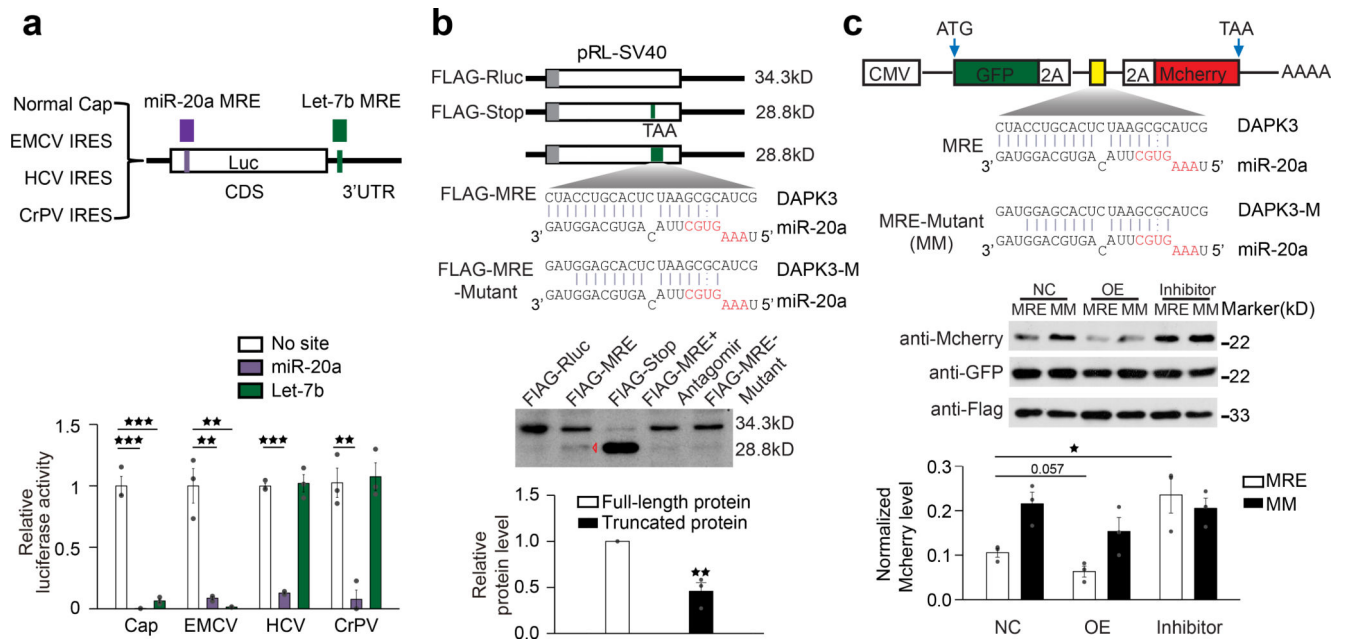 a
Normal Cap
EMCV IRES
HCV IRES
CrPV IRES
miR-20a MRE
Let-7b MRE
Luc
CDS
3'UTR
No site
miR-20a
Let-7b
Relative
luciferase activity
1.5
1
0.5
0
★★★
★★★
★★
★★
★★★
★★
Cap
EMCV
HCV
CrPV
b
pRL-SV40
FLAG-Rluc
34.3kD
FLAG-Stop
28.8kD
TAA
28.8kD
FLAG-MRE
CUACCUGCACUCUAAGCGCAUCG
DAPK3
3' GAUGGACGUGA C AUUCGUG AAAU 5'
miR-20a
FLAG-MRE
-Mutant
GAUGGAGCACUCUAAGCGCAUCG
DAPK3-M
3' GAUGGACGUGA C AUUCGUG AAAU 5'
miR-20a
FlAG-Rluc
FlAG-MRE
FlAG-Stop
FlAG-MRE+
Antagomir
FlAG-MRE-
Mutant
34.3kD
28.8kD
Full-length protein
Truncated protein
Relative
protein level
1.5
1.0
0.5
0.0
★★
c
ATG
TAA
CMV
GFP
2A
2A
Mcherry
AAAA
MRE
CUACCUGCACUCUAAGCGCAUCG
DAPK3
3' GAUGGACGUGA C AUUCGUG AAAU 5'
miR-20a
MRE-Mutant
(MM)
GAUGGAGCACUCUAAGCGCAUCG
DAPK3-M
GAUGGACGUGA C AUUCGUG AAAU
miR-20a
3'
5'
NC
OE
Inhibitor
MRE MM MRE MM MRE MM
Marker(kD)
anti-Mcherry
22
anti-GFP
22
anti-Flag
33
Normalized
Mcherry level
0.3
0.2
0.1
0.0
★
0.057
MRE
MM
NC
OE
Inhibitor